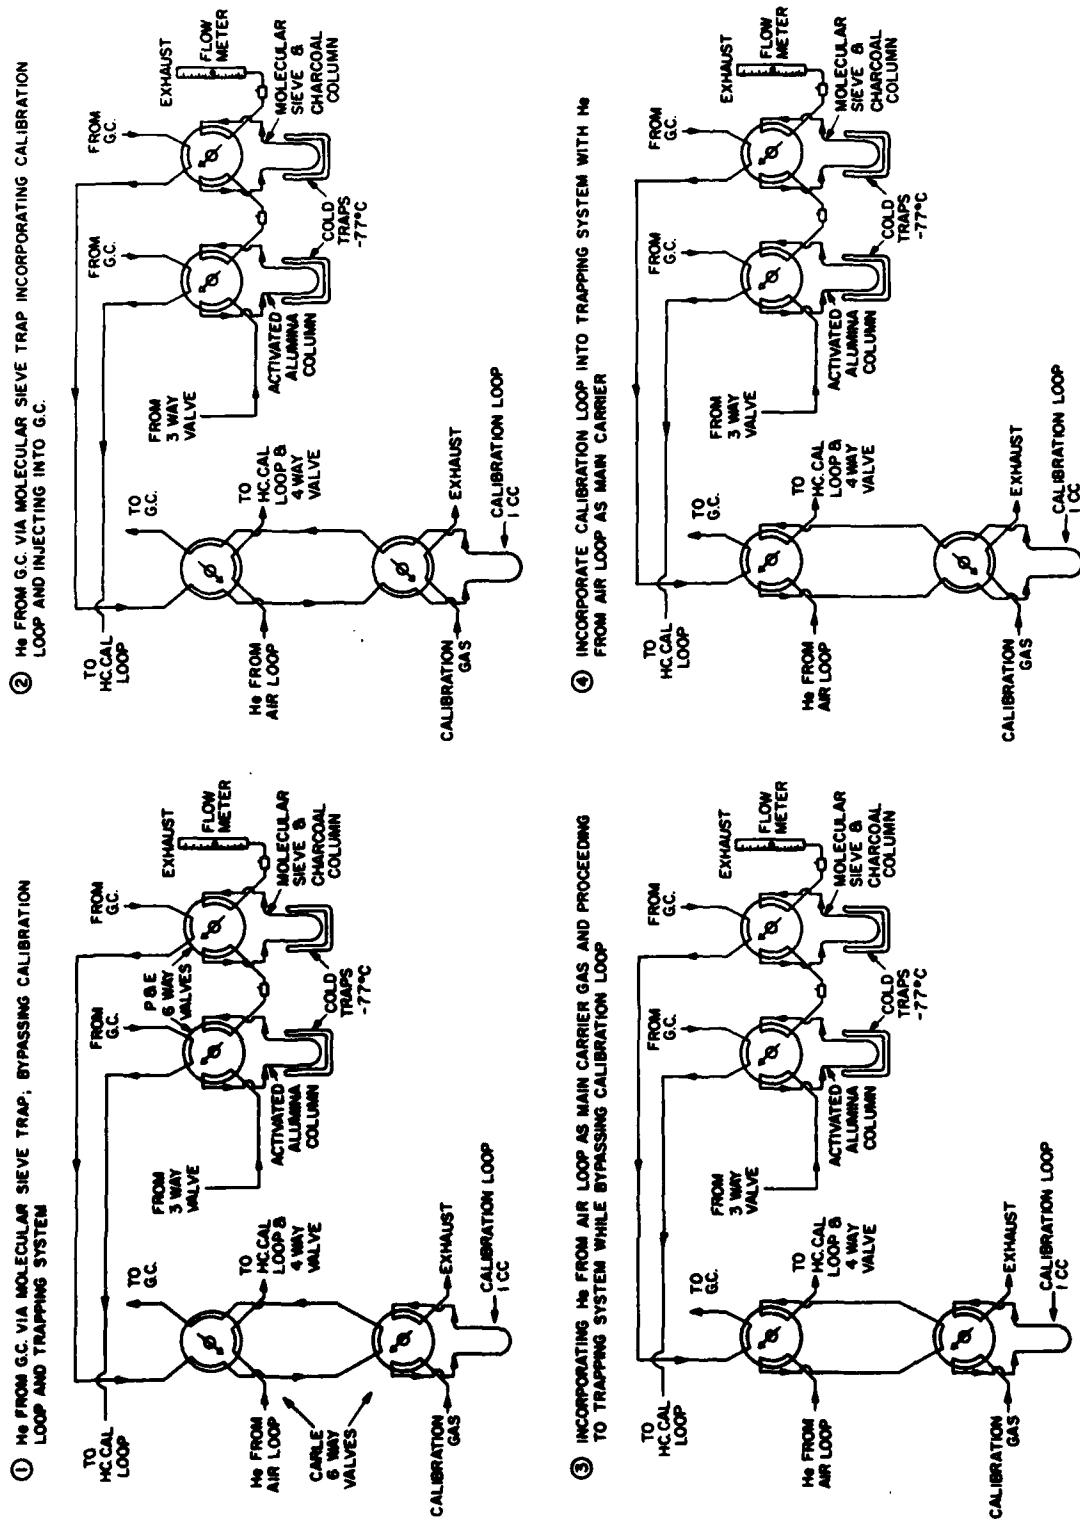 ① He FROM G.C. VIA MOLECULAR SIEVE TRAP; BYPASSING CALIBRATION
LOOP AND TRAPPING SYSTEM
TO
HC.CAL
LOOP
TO
G.C.
FROM
G.C.
P & E
6 WAY
VALVES
FROM
G.C.
EXHAUST
FLOW
METER
MOLECULAR
SIEVE &
CHARCOAL
COLUMN
FROM
3 WAY
VALVE
ACTIVATED
ALUMINA
COLUMN
COLD
TRAPS
-77°C
He FROM
AIR LOOP
TO
HC.CAL
LOOP &
4 WAY
VALVE
CARLE
6 WAY
VALVES
CALIBRATION
GAS
EXHAUST
CALIBRATION LOOP
1 CC
② He FROM G.C. VIA MOLECULAR SIEVE TRAP INCORPORATING CALIBRATION
LOOP AND INJECTING INTO G.C.
TO
HC.CAL
LOOP
TO
G.C.
FROM
G.C.
FROM
G.C.
EXHAUST
FLOW
METER
MOLECULAR
SIEVE &
CHARCOAL
COLUMN
FROM
3 WAY
VALVE
ACTIVATED
ALUMINA
COLUMN
COLD
TRAPS
-77°C
He FROM
AIR LOOP
TO
HC.CAL
LOOP &
4 WAY
VALVE
CALIBRATION
GAS
EXHAUST
CALIBRATION LOOP
1 CC
③ INCORPORATING He FROM AIR LOOP AS MAIN CARRIER GAS AND PROCEEDING
TO TRAPPING SYSTEM WHILE BYPASSING CALIBRATION LOOP
TO
HC.CAL
LOOP
TO
G.C.
FROM
G.C.
FROM
G.C.
EXHAUST
FLOW
METER
MOLECULAR
SIEVE &
CHARCOAL
COLUMN
FROM
3 WAY
VALVE
ACTIVATED
ALUMINA
COLUMN
COLD
TRAPS
-77°C
He FROM
AIR LOOP
TO
HC.CAL
LOOP &
4 WAY
VALVE
CALIBRATION
GAS
EXHAUST
CALIBRATION LOOP
1 CC
④ INCORPORATE CALIBRATION LOOP INTO TRAPPING SYSTEM WITH He
FROM AIR LOOP AS MAIN CARRIER
TO
HC.CAL
LOOP
TO
G.C.
FROM
G.C.
FROM
G.C.
EXHAUST
FLOW
METER
MOLECULAR
SIEVE &
CHARCOAL
COLUMN
FROM
3 WAY
VALVE
ACTIVATED
ALUMINA
COLUMN
COLD
TRAPS
-77°C
He FROM
AIR LOOP
TO
HC.CAL
LOOP &
4 WAY
VALVE
CALIBRATION
GAS
EXHAUST
CALIBRATION LOOP
1 CC